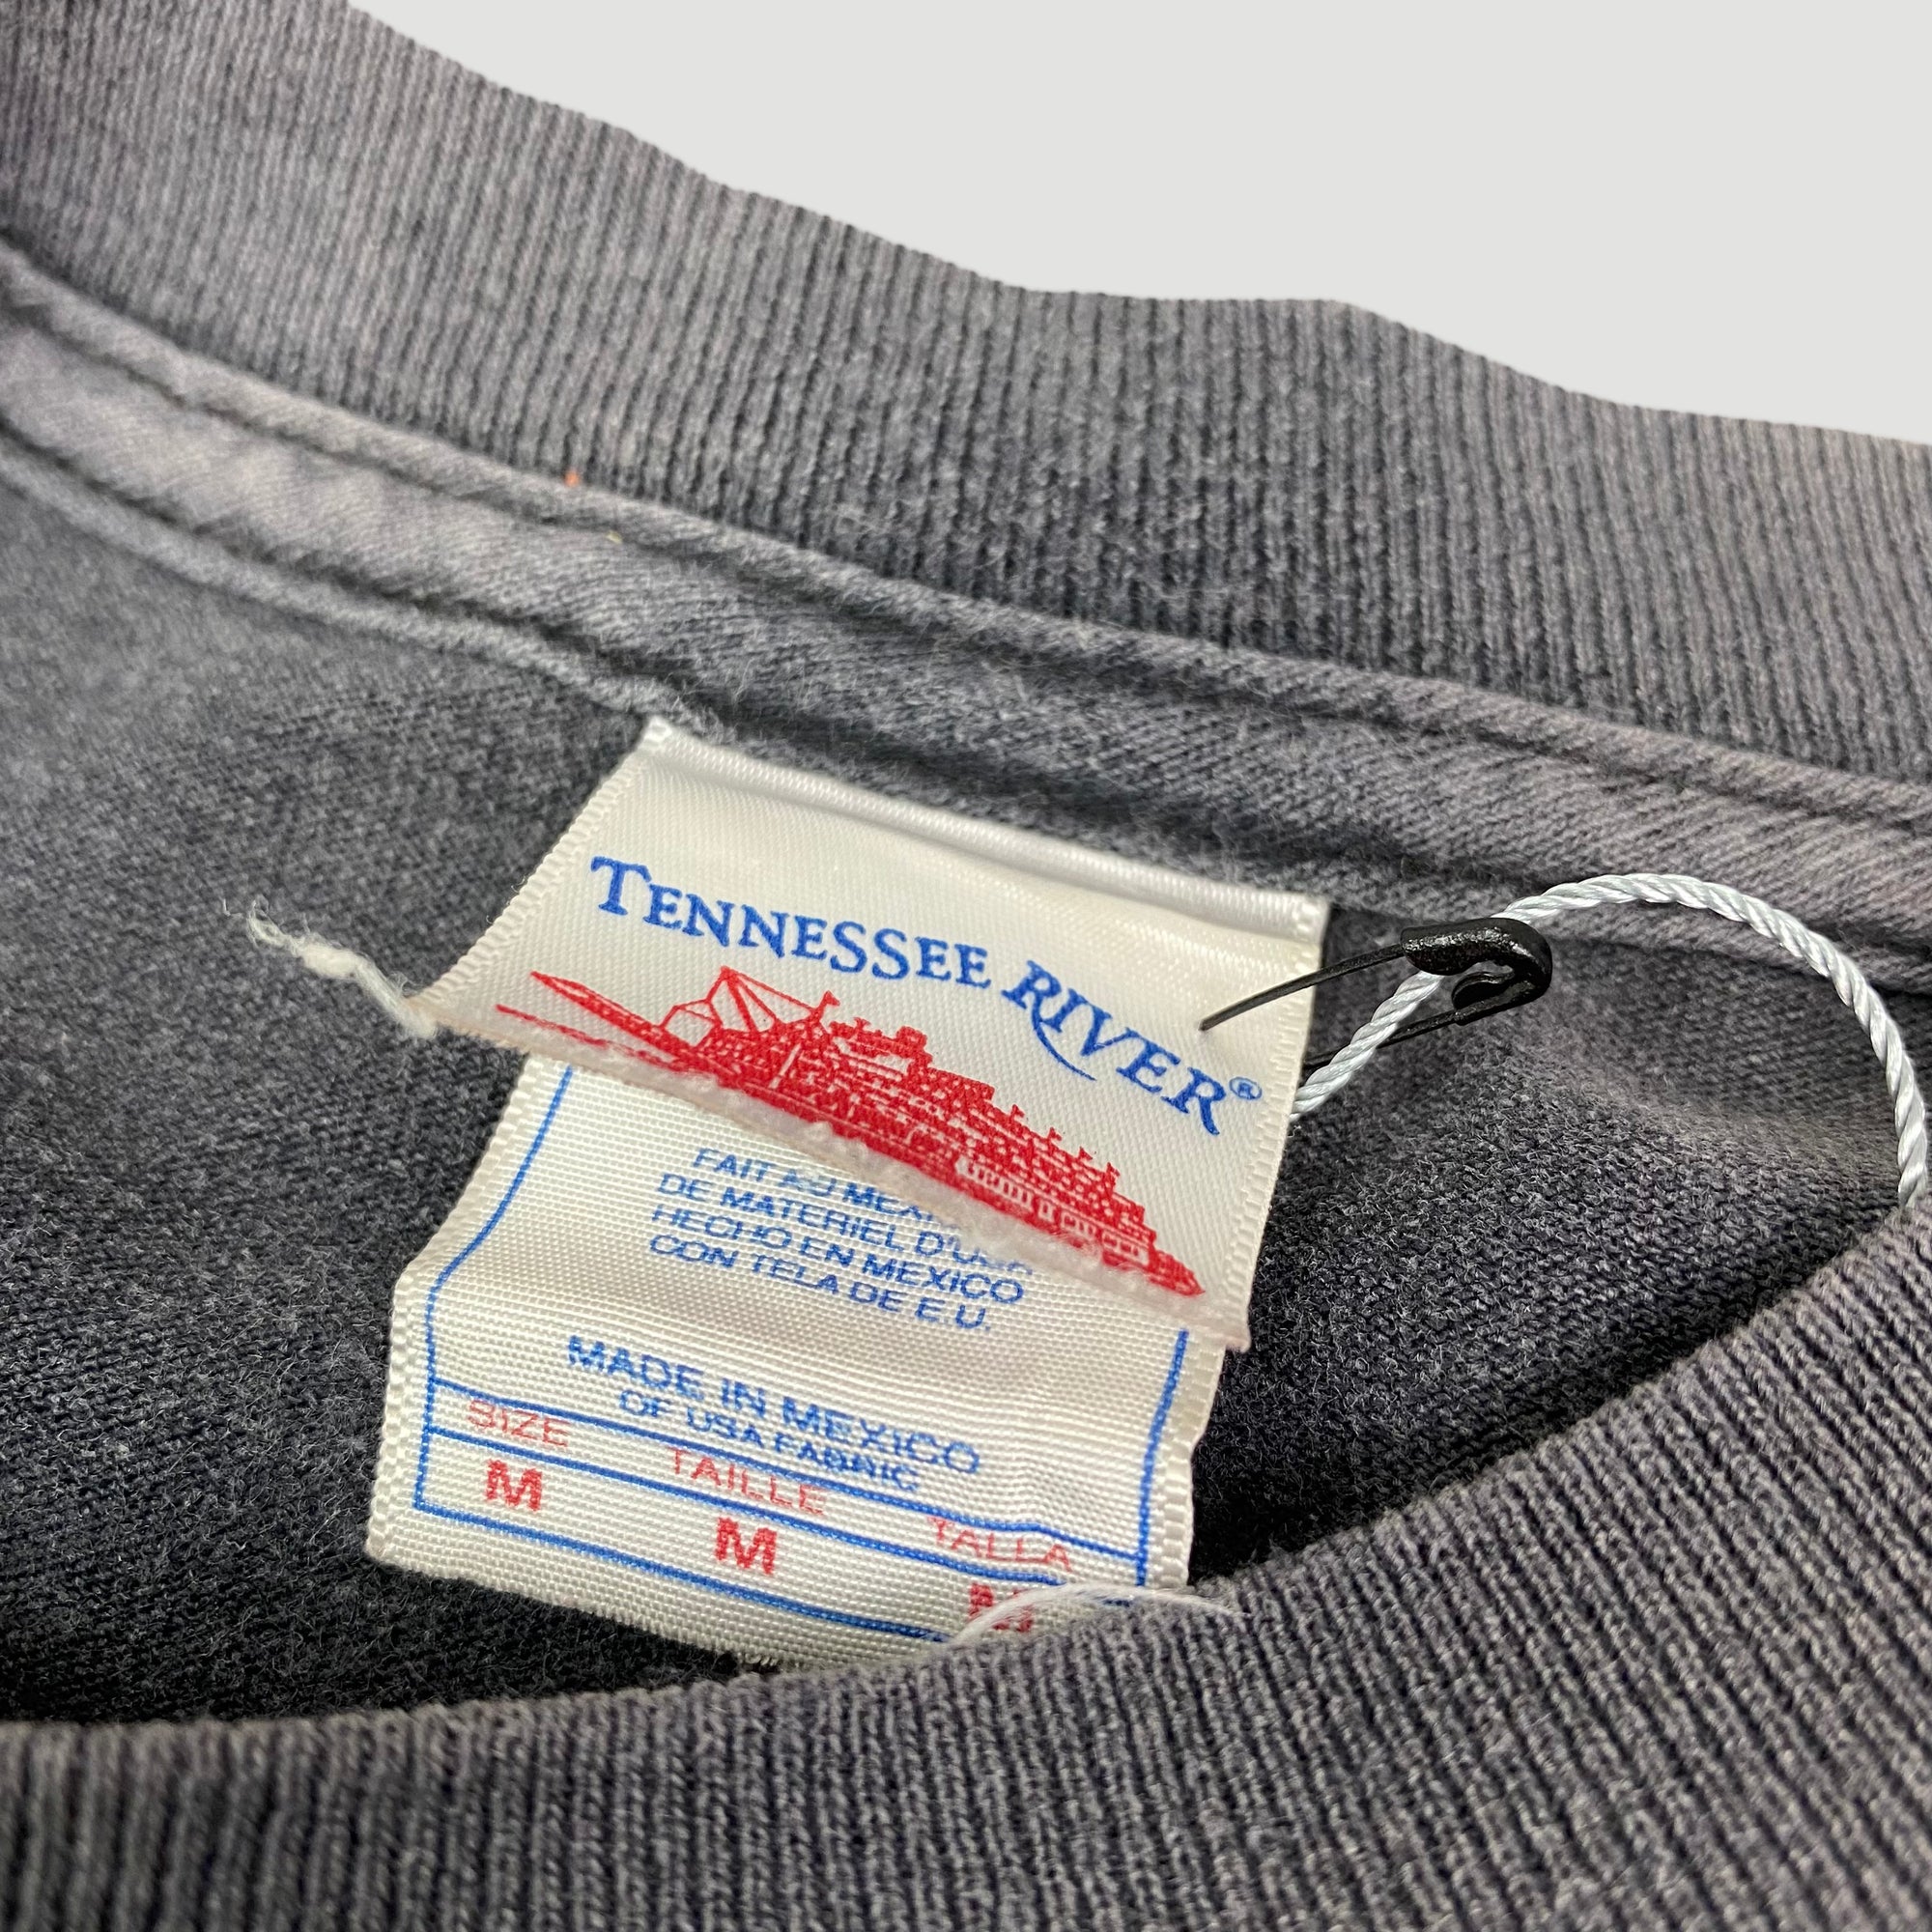 TENNESSEE RIVER®
FAIT AU MEXIQUE
DE MATERIEL D'USA
HECHO EN MEXICO
CON TELA DE E.U.
MADE IN MEXICO
OF USA FABRIC
SIZE TAILLE TALLA
M M M